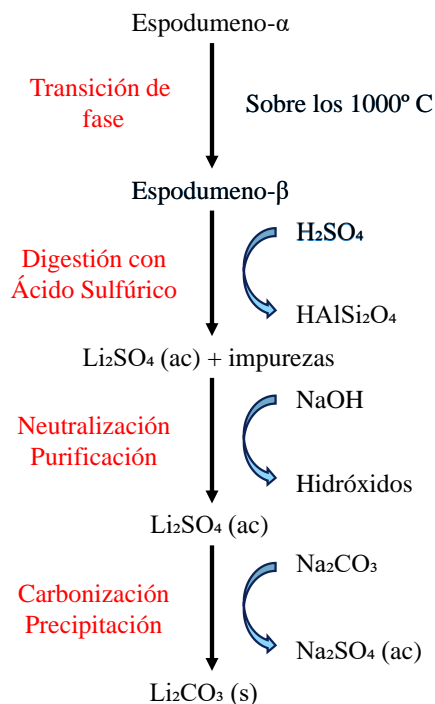 Espodumeno-α
Transición de
fase
Sobre los 1000º C
Espodumeno-β
Digestión con
Ácido Sulfúrico
H₂SO₄
HAlSi₂O₄
Li₂SO₄ (ac) + impurezas
Neutralización
Purificación
NaOH
Hidróxidos
Li₂SO₄ (ac)
Carbonización
Precipitación
Na₂CO₃
Na₂SO₄ (ac)
Li₂CO₃ (s)